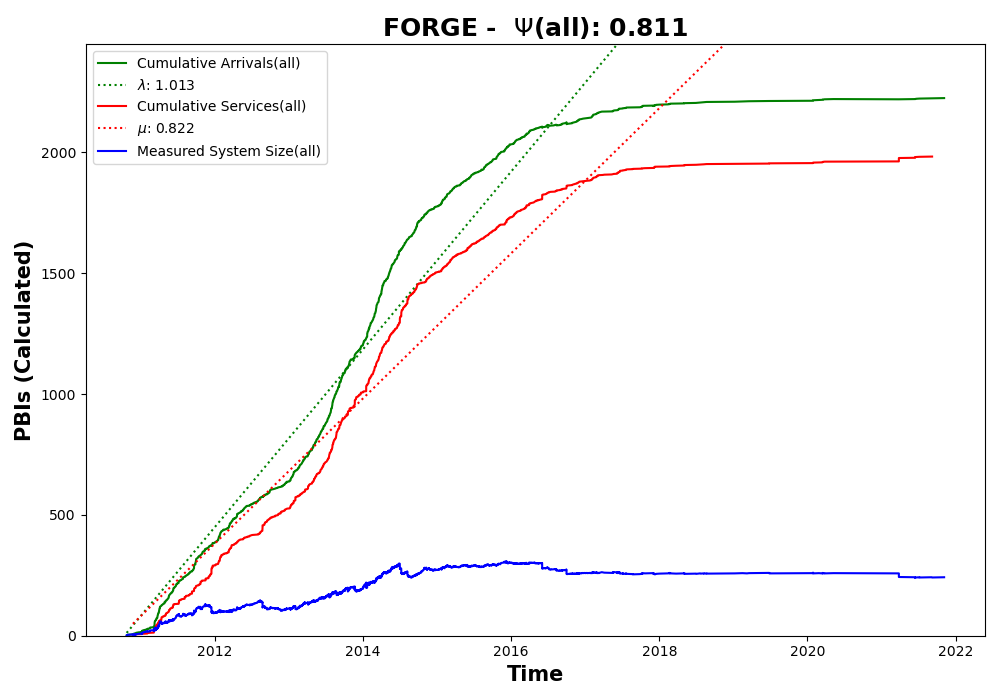 FORGE -  Ψ(all): 0.811
Cumulative Arrivals(all)
λ: 1.013
Cumulative Services(all)
μ: 0.822
Measured System Size(all)
PBIs (Calculated)
2000
1500
1000
500
0
2012
2014
2016
2018
2020
2022
Time